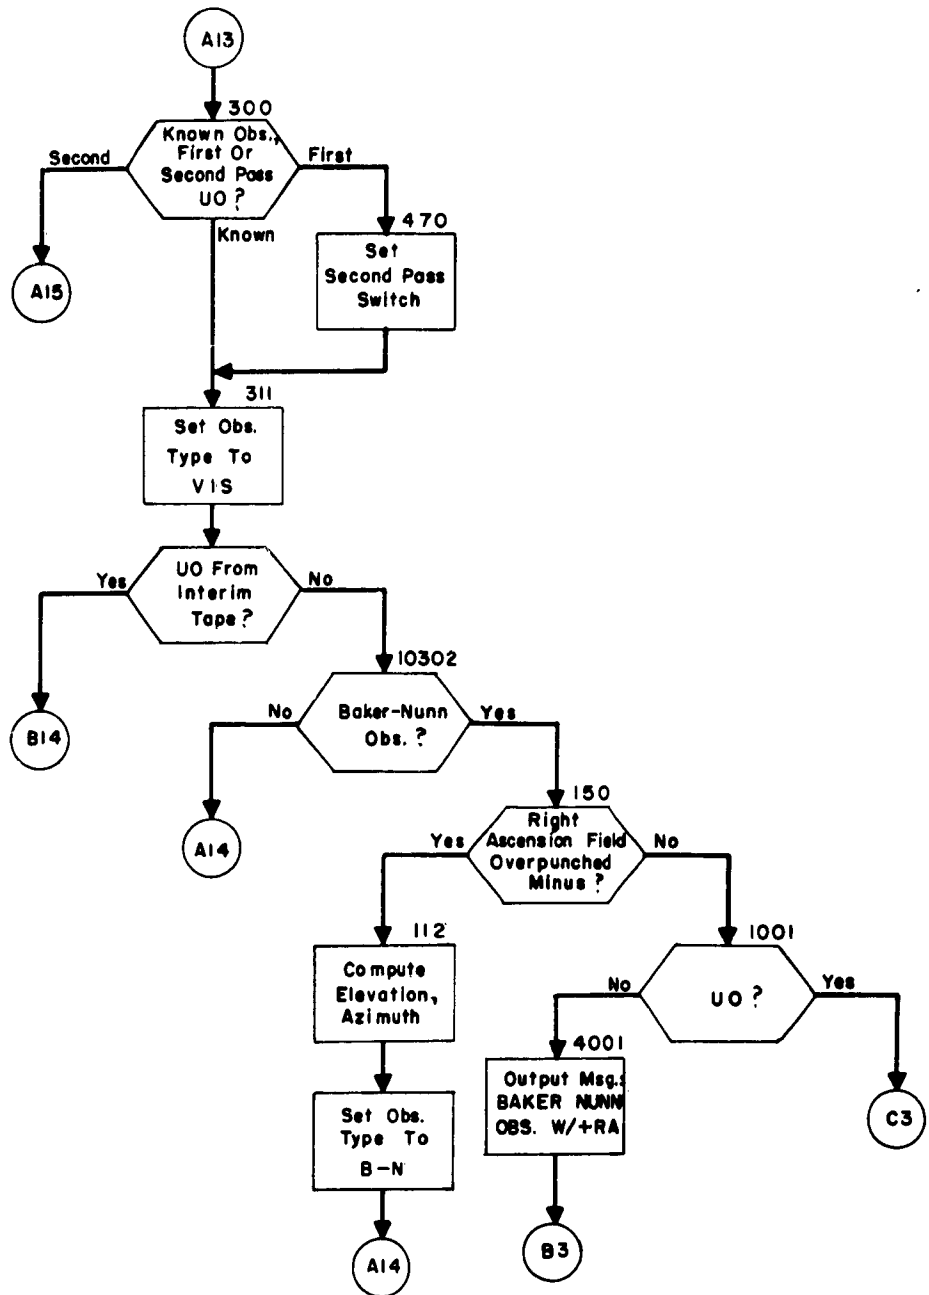 A13
300
Known Obs.,
First Or
Second Pass
UO?
Second
First
Known
A15
470
Set
Second Pass
Switch
311
Set Obs.
Type To
VIS
UO From
Interim
Tape?
Yes
No
B14
10302
Baker-Nunn
Obs.?
No
Yes
A14
150
Right
Ascension Field
Overpunched
Minus?
Yes
No
112
Compute
Elevation,
Azimuth
1001
UO?
No
Yes
4001
Output Msg.:
BAKER NUNN
OBS. W/+RA
C3
Set Obs.
Type To
B-N
B3
A14